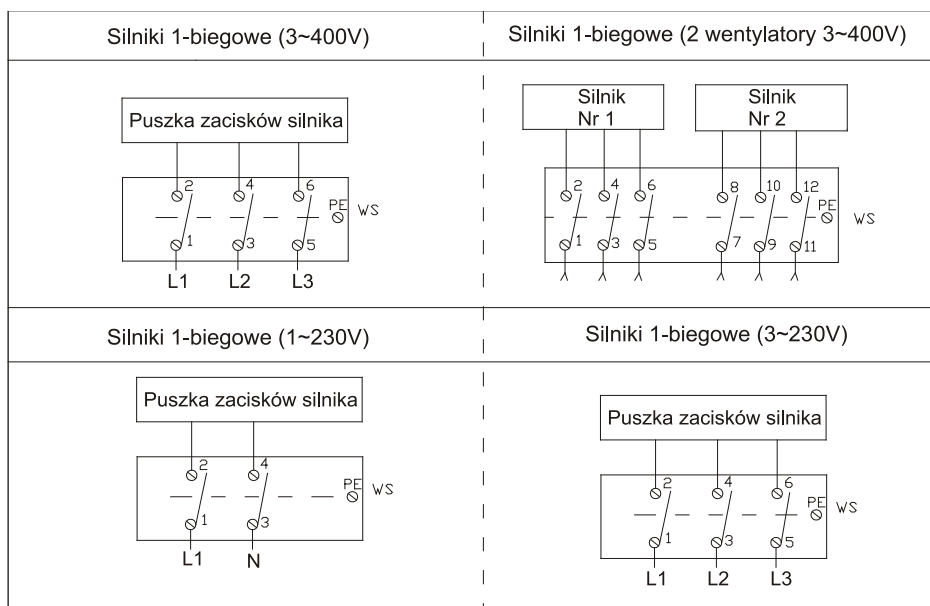 Silniki 1-biegowe (3~400V)
Silniki 1-biegowe (2 wentylatory 3~400V)
Puszka zacisków silnika
2 4 6
PE WS
1 3 5
L1 L2 L3
Silnik
Nr 1
Silnik
Nr 2
2 4 6 8 10 12
PE WS
1 3 5 7 9 11
Silniki 1-biegowe (1~230V)
Silniki 1-biegowe (3~230V)
Puszka zacisków silnika
2 4
PE WS
1 3
L1 N
Puszka zacisków silnika
2 4 6
PE WS
1 3 5
L1 L2 L3